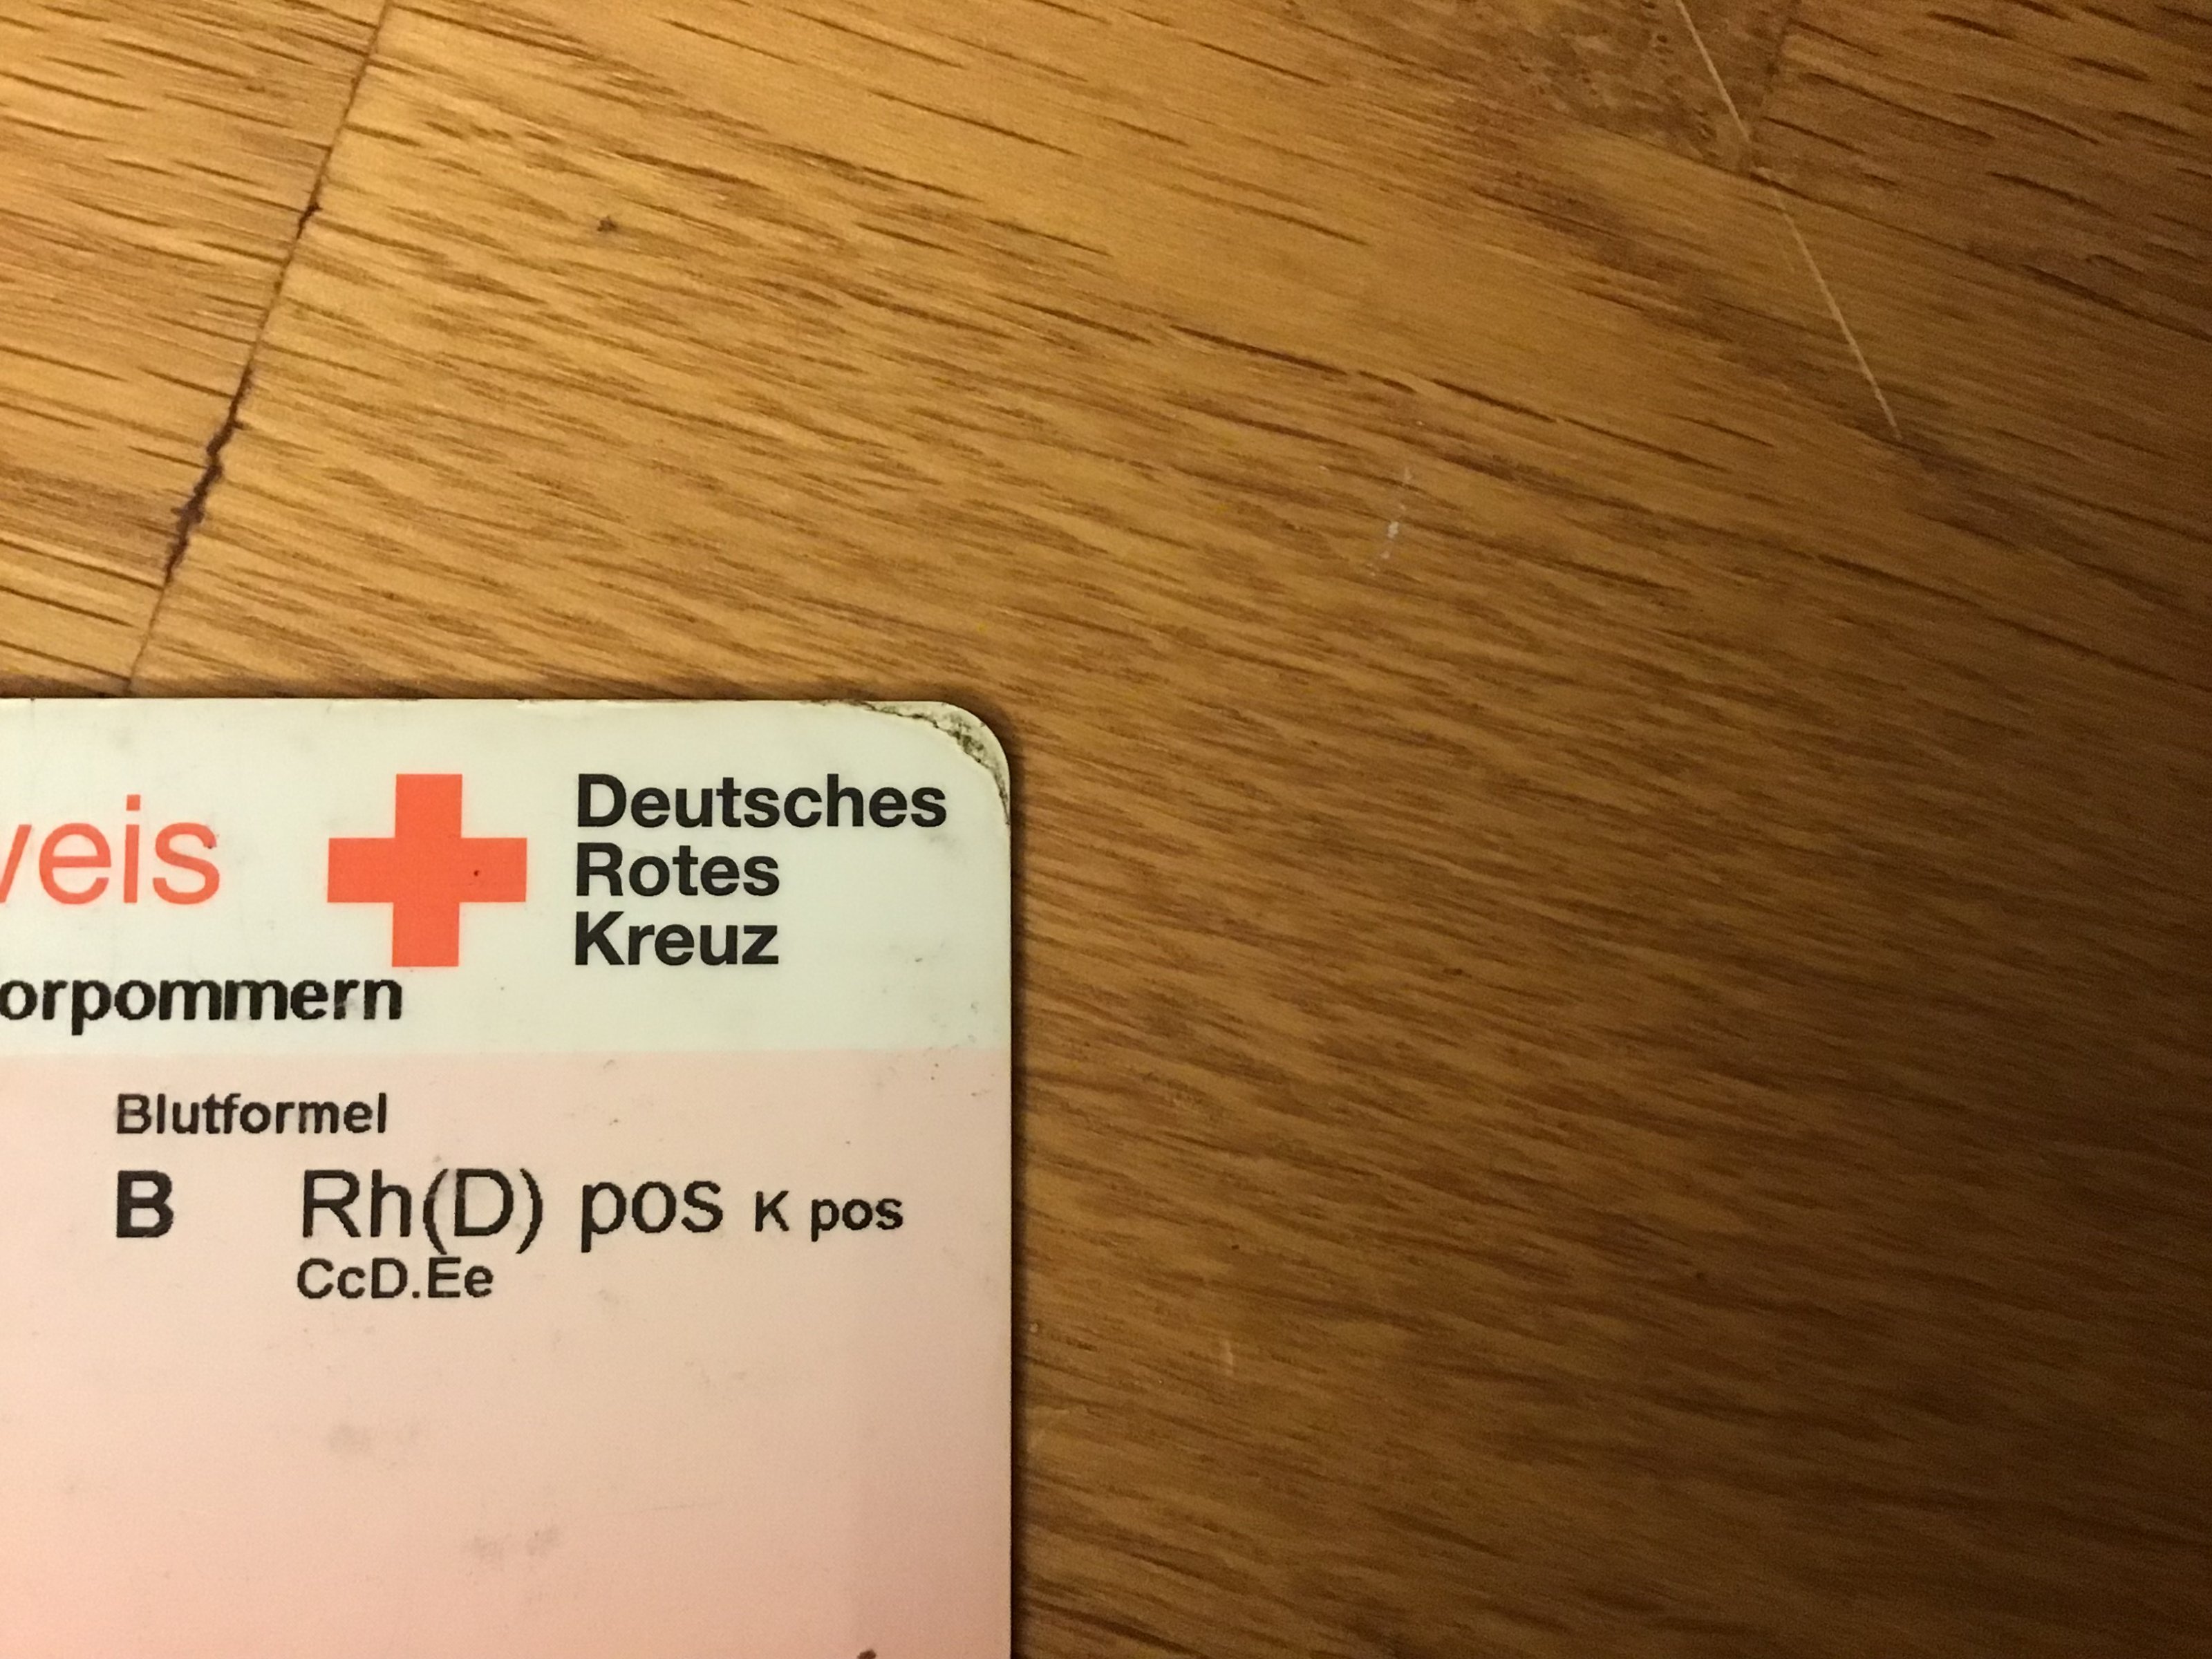 veis
Deutsches
Rotes
Kreuz
orpommern
Blutformel
B Rh(D) pos K pos
CcD.Ee